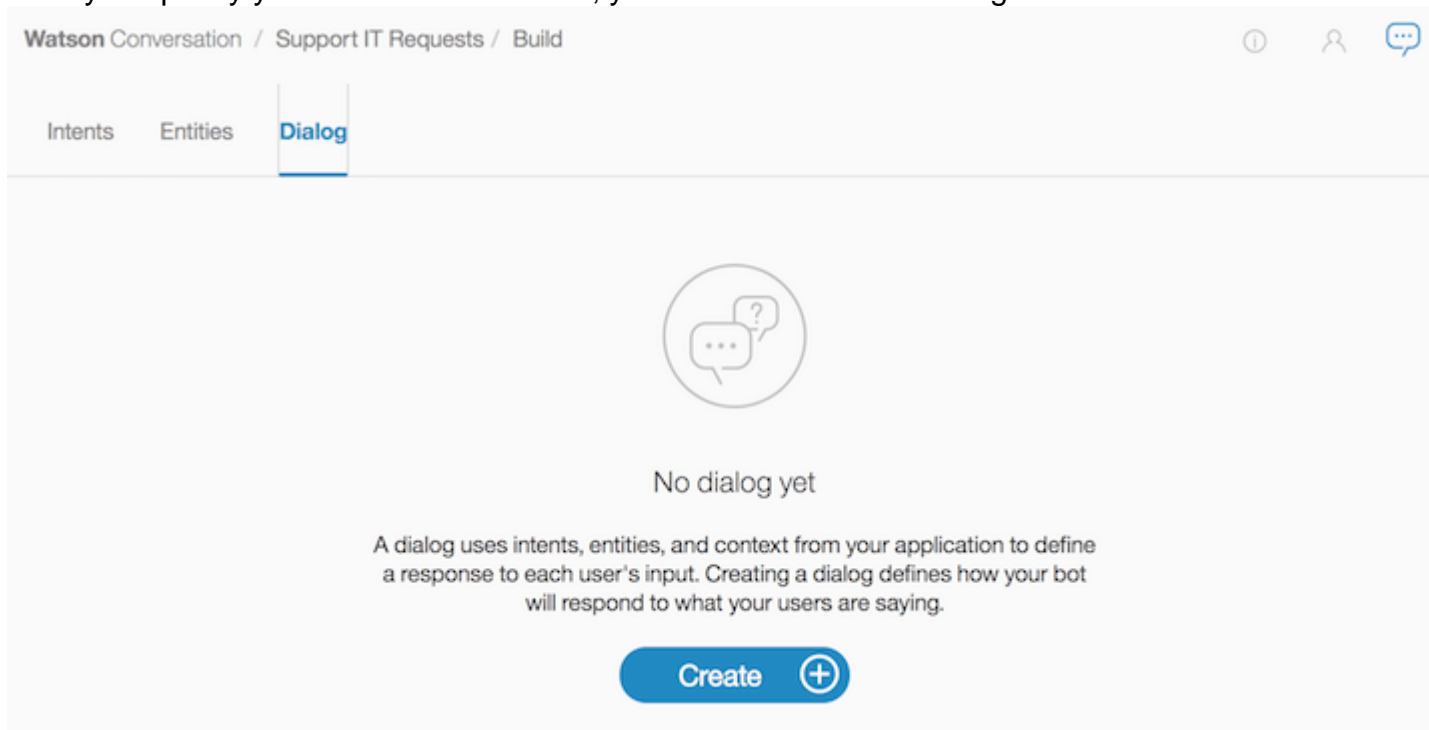 Watson Conversation / Support IT Requests / Build
Intents Entities Dialog
?
No dialog yet
A dialog uses intents, entities, and context from your application to define
a response to each user's input. Creating a dialog defines how your bot
will respond to what your users are saying.
Create